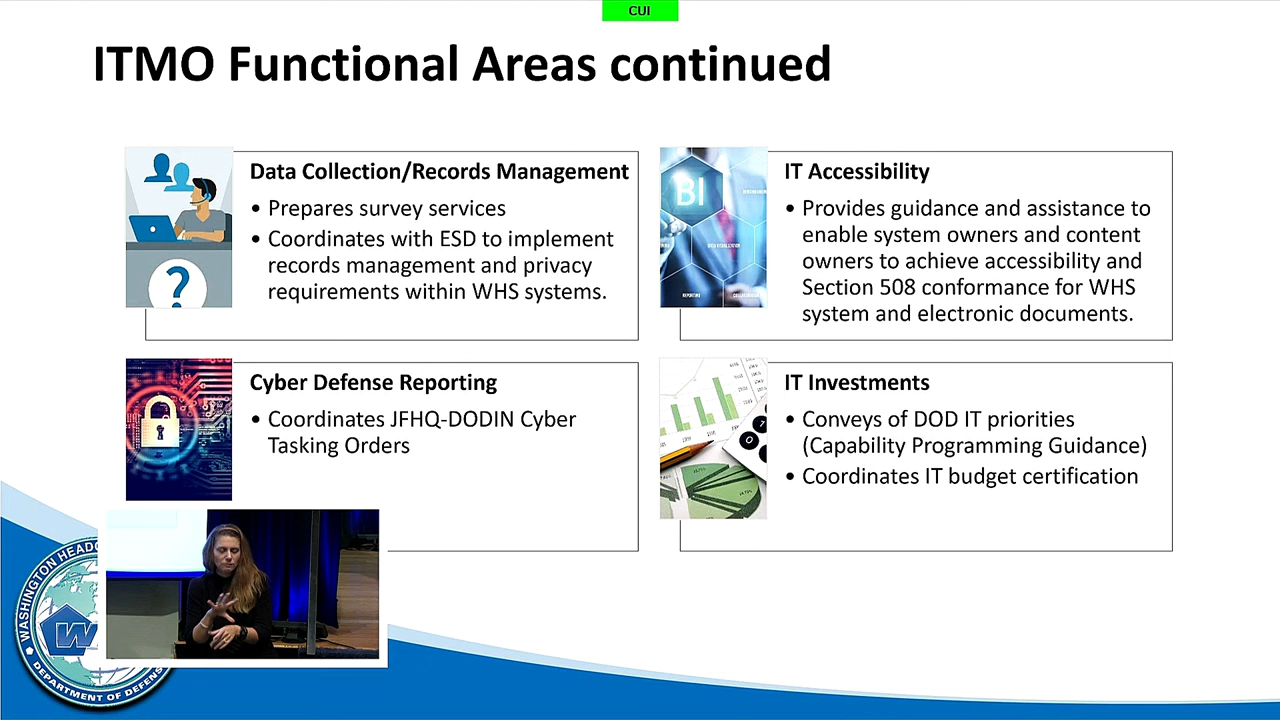 CUI
ITMO Functional Areas continued
Data Collection/Records Management
• Prepares survey services
• Coordinates with ESD to implement
records management and privacy
requirements within WHS systems.
?
BI
REPORTING
IT Accessibility
• Provides guidance and assistance to
enable system owners and content
owners to achieve accessibility and
Section 508 conformance for WHS
system and electronic documents.
Cyber Defense Reporting
• Coordinates JFHQ-DODIN Cyber
Tasking Orders
IT Investments
• Conveys of DOD IT priorities
(Capability Programming Guidance)
• Coordinates IT budget certification
WASHINGTON
DEPARTMENT OF DEFENS
W